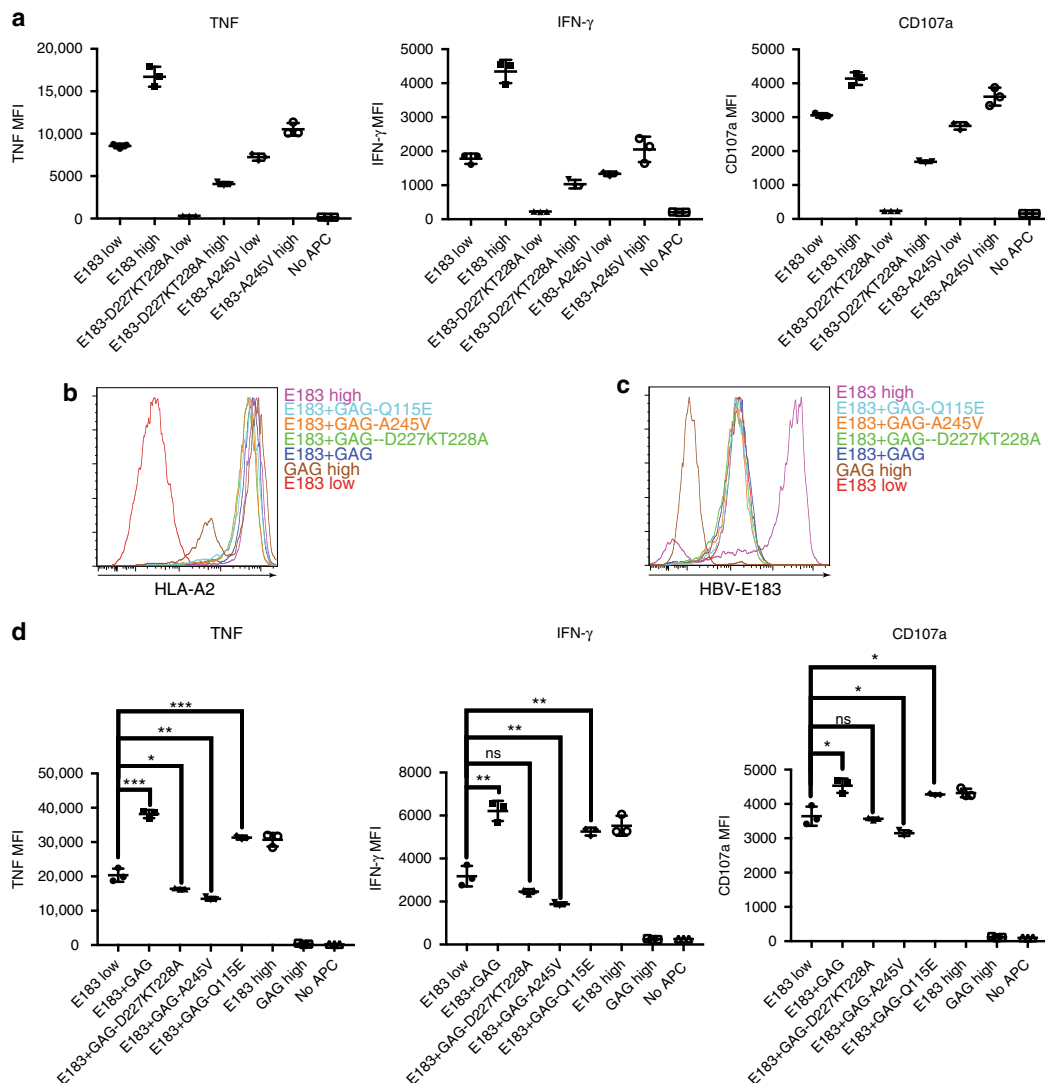 a
TNF
IFN-γ
CD107a
TNF MFI
20,000
15,000
10,000
5000
0
E183 low
E183 high
E183-D227KT228A low
E183-D227KT228A high
E183-A245V low
E183-A245V high
No APC
IFN-γ MFI
5000
4000
3000
2000
1000
0
E183 low
E183 high
E183-D227KT228A low
E183-D227KT228A high
E183-A245V low
E183-A245V high
No APC
CD107a MFI
5000
4000
3000
2000
1000
0
E183 low
E183 high
E183-D227KT228A low
E183-D227KT228A high
E183-A245V low
E183-A245V high
No APC
b
E183 high
E183+GAG-Q115E
E183+GAG-A245V
E183+GAG--D227KT228A
E183+GAG
GAG high
E183 low
HLA-A2
c
E183 high
E183+GAG-Q115E
E183+GAG-A245V
E183+GAG--D227KT228A
E183+GAG
GAG high
E183 low
HBV-E183
d
TNF
IFN-γ
CD107a
***
**
*
***
TNF MFI
50,000
40,000
30,000
20,000
10,000
0
E183 low
E183+GAG
E183+GAG-D227KT228A
E183+GAG-A245V
E183+GAG-Q115E
E183 high
GAG high
No APC
**
**
ns
**
IFN-γ MFI
8000
6000
4000
2000
0
E183 low
E183+GAG
E183+GAG-D227KT228A
E183+GAG-A245V
E183+GAG-Q115E
E183 high
GAG high
No APC
*
*
ns
*
CD107a MFI
5000
4000
3000
2000
1000
0
E183 low
E183+GAG
E183+GAG-D227KT228A
E183+GAG-A245V
E183+GAG-Q115E
E183 high
GAG high
No APC